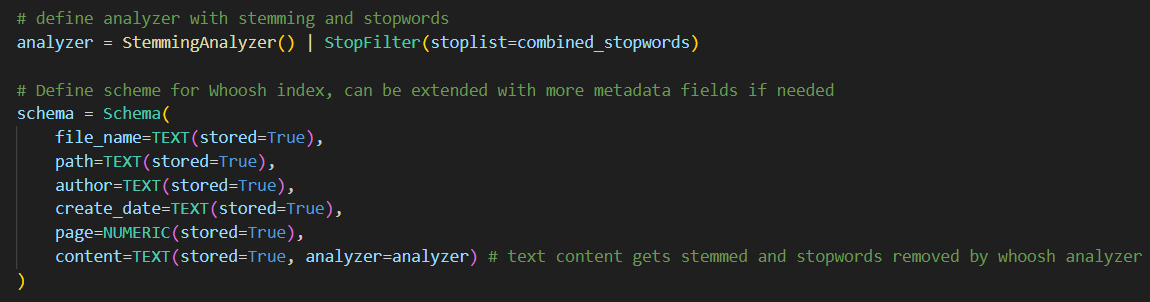 # define analyzer with stemming and stopwords
analyzer = StemmingAnalyzer() | StopFilter(stoplist=combined_stopwords)

# Define scheme for Whoosh index, can be extended with more metadata fields if needed
schema = Schema(
    file_name=TEXT(stored=True),
    path=TEXT(stored=True),
    author=TEXT(stored=True),
    create_date=TEXT(stored=True),
    page=NUMERIC(stored=True),
    content=TEXT(stored=True, analyzer=analyzer) # text content gets stemmed and stopwords removed by whoosh analyzer
)